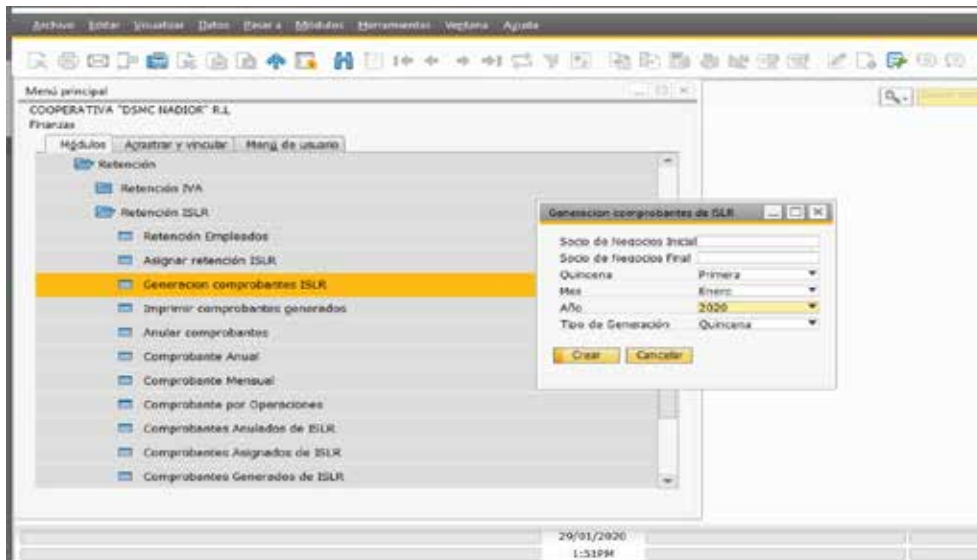 Archivo Editar Visualizar Datos Pasar a Módulos Herramientas Ventana Ayuda
Menú principal
COOPERATIVA "DSMC NADIOR" R.L
Finanzas
Módulos Arrastrar y vincular Menú de usuario
Retención
Retención IVA
Retención ISLR
Retención Empleados
Asignar retención ISLR
Generacion comprobantes ISLR
Imprimir comprobantes generados
Anular comprobantes
Comprobante Anual
Comprobante Mensual
Comprobante por Operaciones
Comprobantes Anulados de ISLR
Comprobantes Asignados de ISLR
Comprobantes Generados de ISLR
Generacion comprobantes de ISLR
Socio de Negocios Inicial
Socio de Negocios Final
Quincena Primera
Mes Enero
Año 2020
Tipo de Generación Quincena
Crear Cancelar
29/01/2020
1:51PM